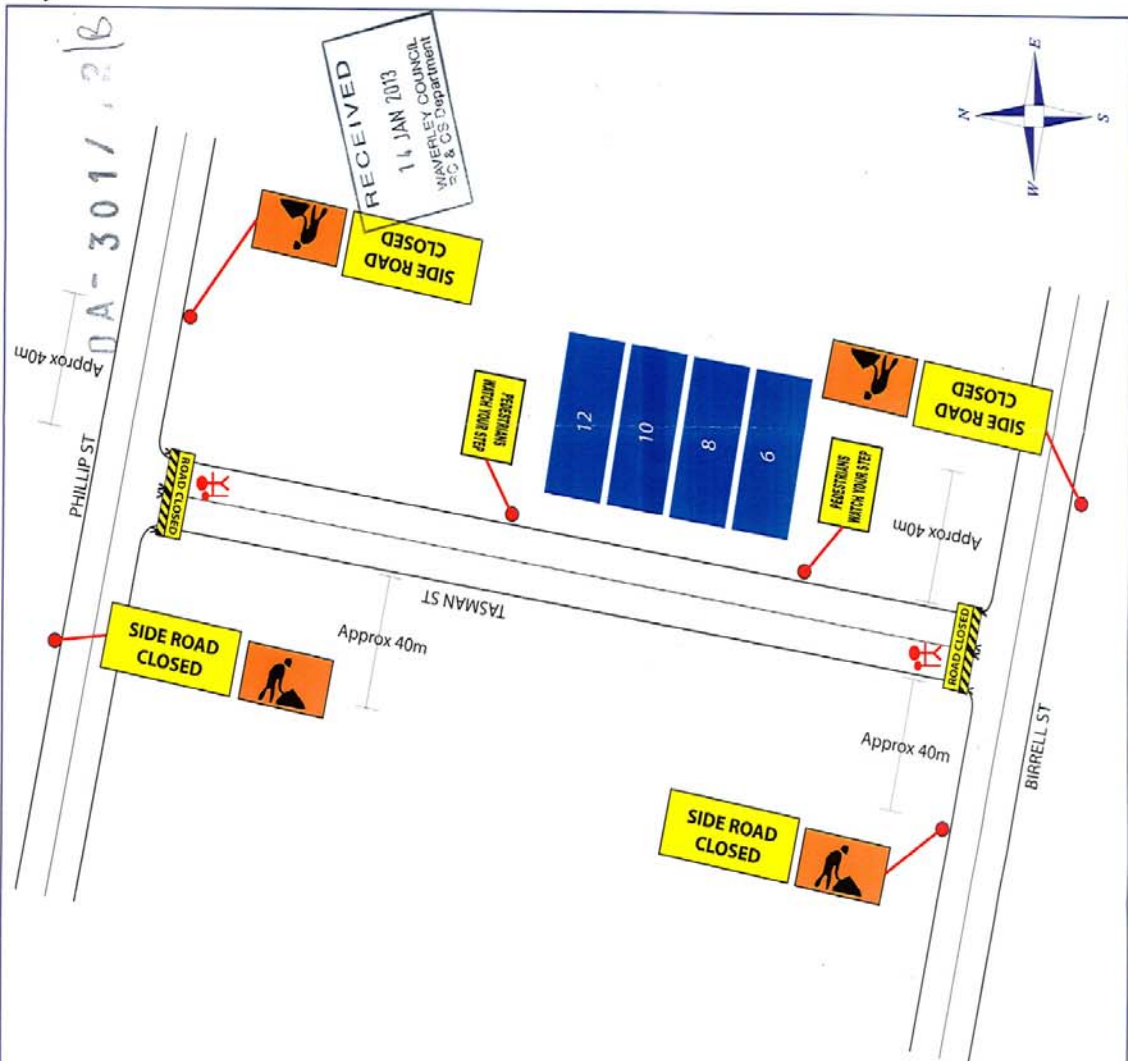 DA-301/.2/B
RECEIVED
14 JAN 2013
WAVERLEY COUNCIL
& CS Department
E
N
S
W
SIDE ROAD
CLOSED
Approx 40m
PHILLIP ST
ROAD CLOSED
PEDESTRIANS
WATCH YOUR STEP
12
10
8
6
SIDE ROAD
CLOSED
PEDESTRIANS
WATCH YOUR STEP
Approx 40m
TASMAN ST
SIDE ROAD
CLOSED
Approx 40m
ROAD CLOSED
Approx 40m
BIRRELL ST
SIDE ROAD
CLOSED